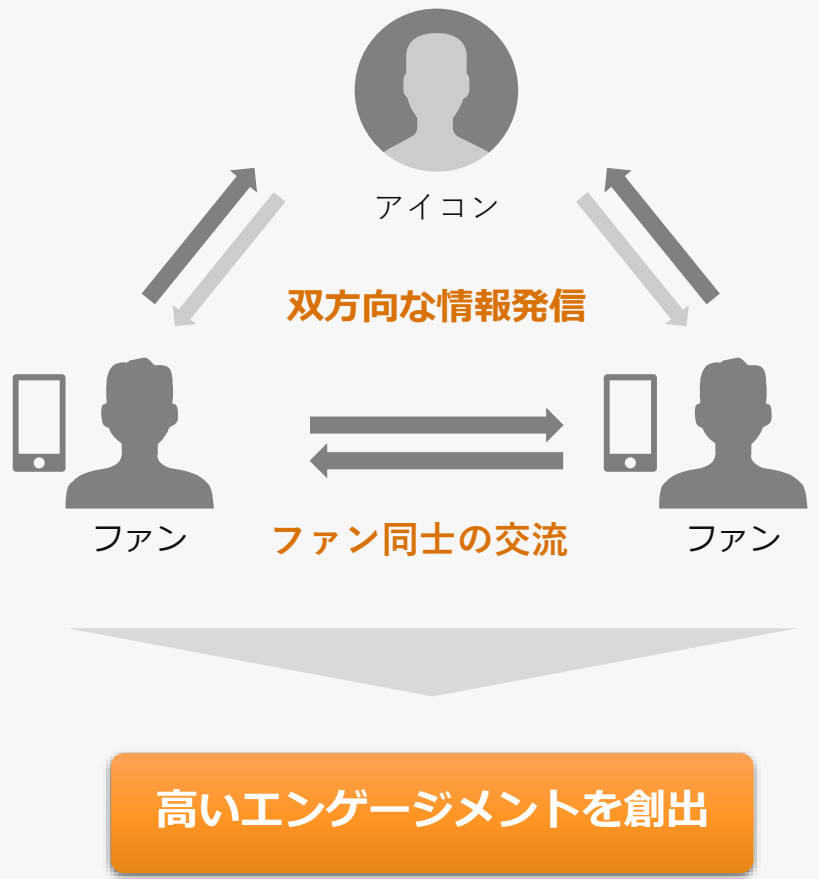 アイコン
双方向な情報発信
ファン
ファン同士の交流
ファン
高いエンゲージメントを創出